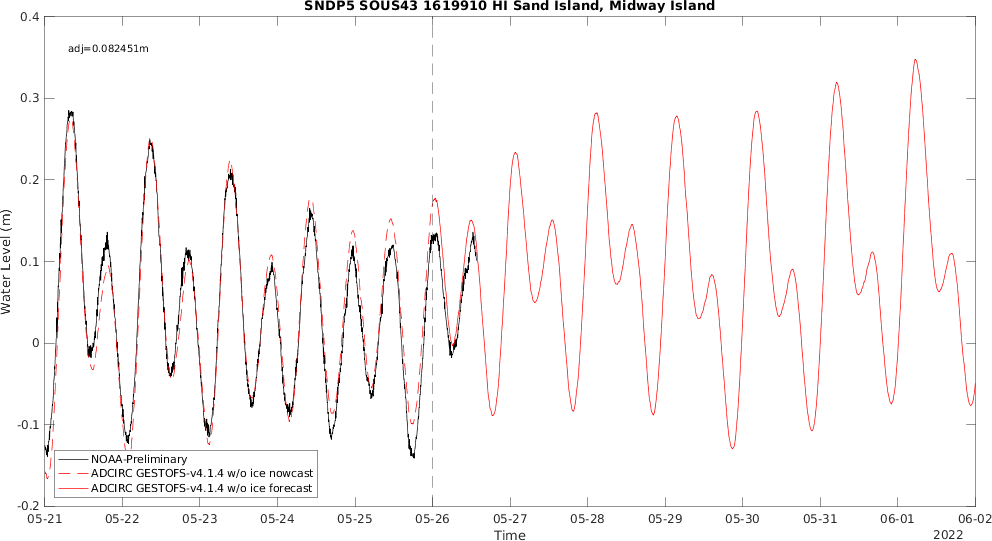 SNDP5 SOUS43 1619910 HI Sand Island, Midway Island
adj=0.082451m
0.4
0.3
0.2
0.1
0
-0.1
-0.2
Water Level (m)
NOAA-Preliminary
ADCIRC GESTOFS-v4.1.4 w/o ice nowcast
ADCIRC GESTOFS-v4.1.4 w/o ice forecast
05-21 05-22 05-23 05-24 05-25 05-26 05-27 05-28 05-29 05-30 05-31 06-01 06-02
Time
2022